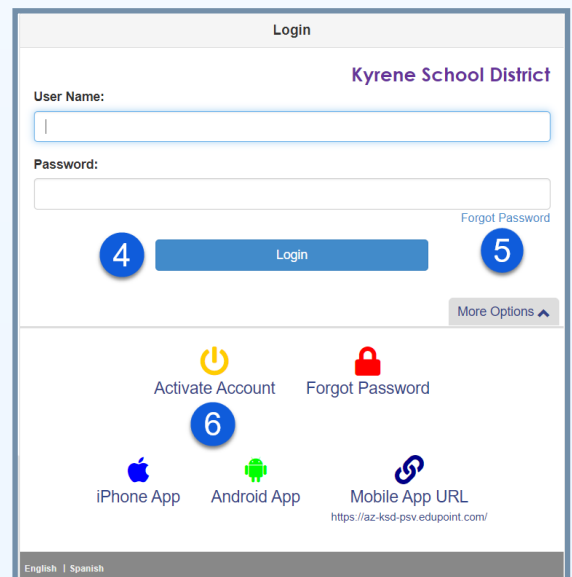 Login
Kyrene School District
User Name:
Password:
Forgot Password
4
Login
5
More Options
Activate Account
Forgot Password
6
iPhone App
Android App
Mobile App URL
https://az-ksd-psv.edupoint.com/
English | Spanish